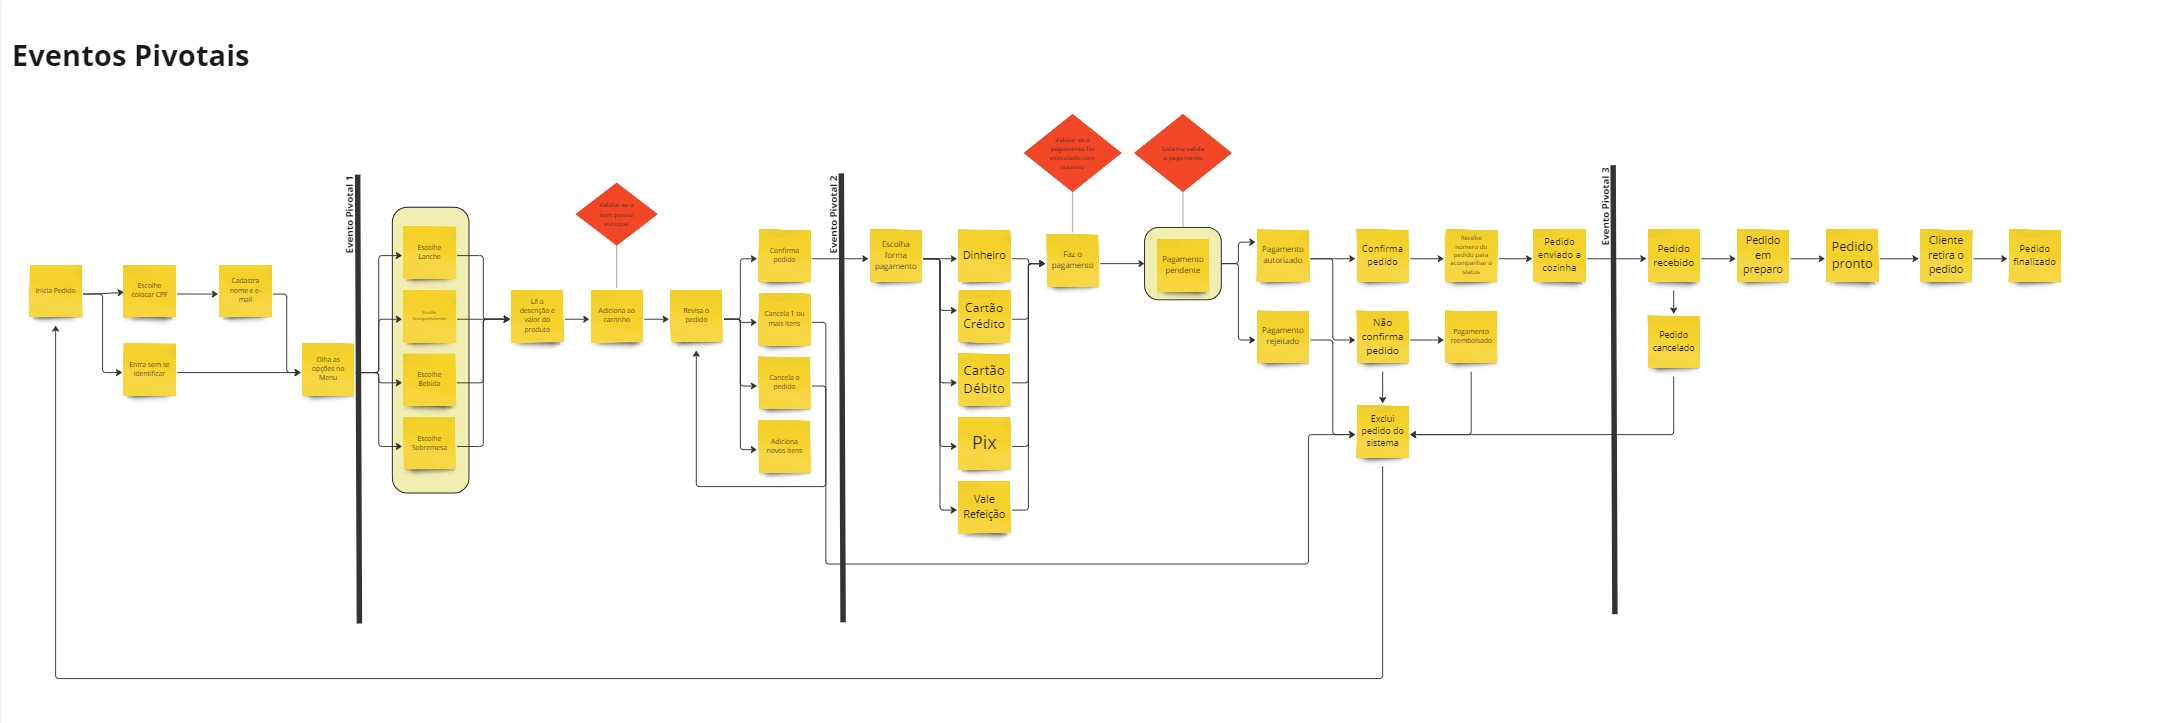 Eventos Pivotais
Inicia Pedido
Escolhe
colocar CPF
Cadastra
nome e e-
mail
Entra sem se
identificar
Olha as
opções no
Menu
Evento Pivotal 1
Escolhe
Lanche
Escolhe
Acompanhamento
Escolhe
Bebida
Escolhe
Sobremesa
Lê a
descrição e
valor do
produto
Validar se o
item possui
estoque
Adiciona ao
carrinho
Revisa o
pedido
Confirma
pedido
Cancela 1 ou
mais itens
Cancela o
pedido
Adiciona
novos itens
Evento Pivotal 2
Escolha
forma
pagamento
Dinheiro
Cartão
Crédito
Cartão
Débito
Pix
Vale
Refeição
Validar se o
pagamento foi
executado com
sucesso
Faz o
pagamento
Sistema valida
o pagamento
Pagamento
pendente
Pagamento
autorizado
Pagamento
rejeitado
Confirma
pedido
Não
confirma
pedido
Exclui
pedido do
sistema
Recebe
número do
pedido para
acompanhar o
status
Pagamento
reembolsado
Pedido
enviado a
cozinha
Evento Pivotal 3
Pedido
recebido
Pedido
cancelado
Pedido
em
preparo
Pedido
pronto
Cliente
retira o
pedido
Pedido
finalizado